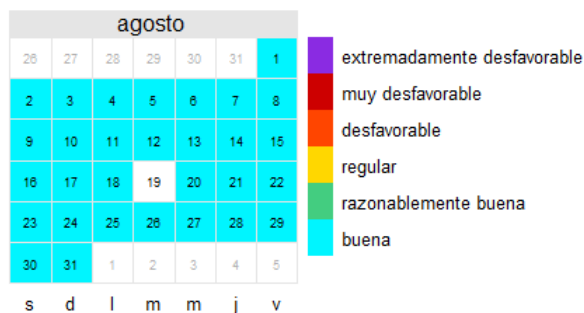 agosto
26 27 28 29 30 31 1
2 3 4 5 6 7 8
9 10 11 12 13 14 15
16 17 18 19 20 21 22
23 24 25 26 27 28 29
30 31 1 2 3 4 5
s d l m m j v
extremadamente desfavorable
muy desfavorable
desfavorable
regular
razonablemente buena
buena